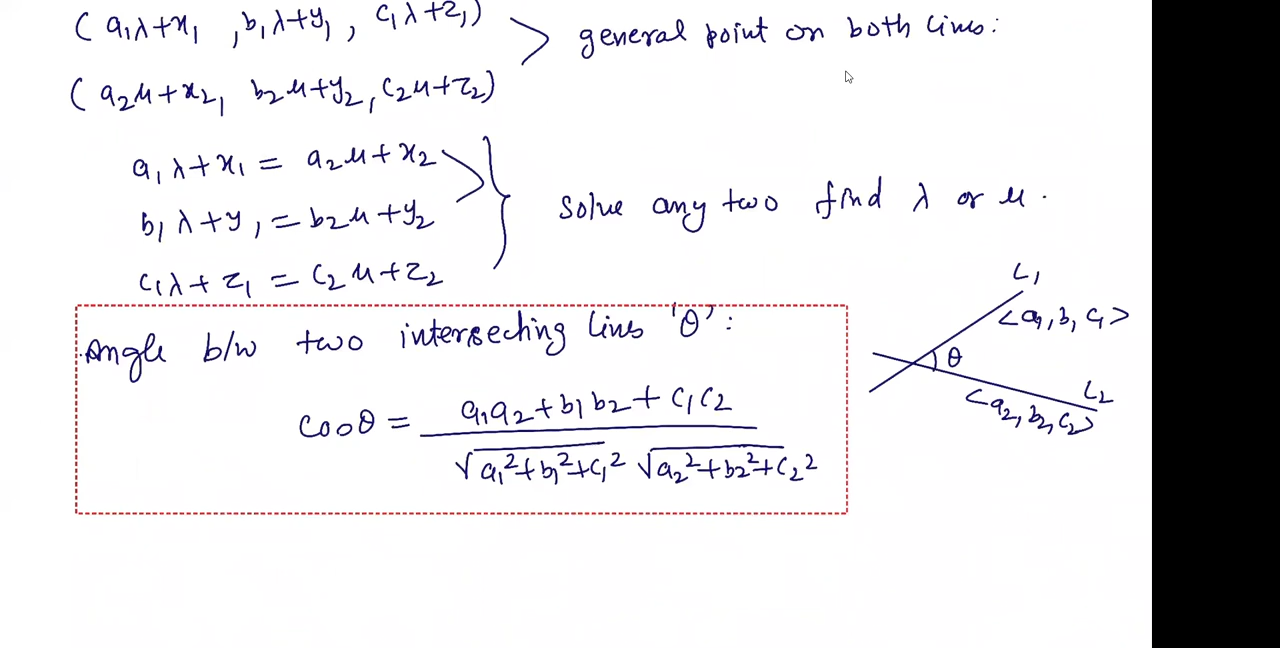 (a₁λ+x₁ , b₁λ+y₁ , c₁λ+z₁)
general point on both lines:
(a₂μ+x₂, b₂μ+y₂, c₂μ+z₂)
a₁λ+x₁ = a₂μ+x₂
b₁λ+y₁ = b₂μ+y₂
solve any two find λ or μ.
c₁λ+z₁ = c₂μ+z₂
L₁
<a₁, b₁ c₁>
Angle b/w two intersecting lines 'θ':
θ
L₂
<a₂, b₂, c₂>
cosθ = a₁a₂+b₁b₂+c₁c₂ / √a₁²+b₁²+c₁² √a₂²+b₂²+c₂²